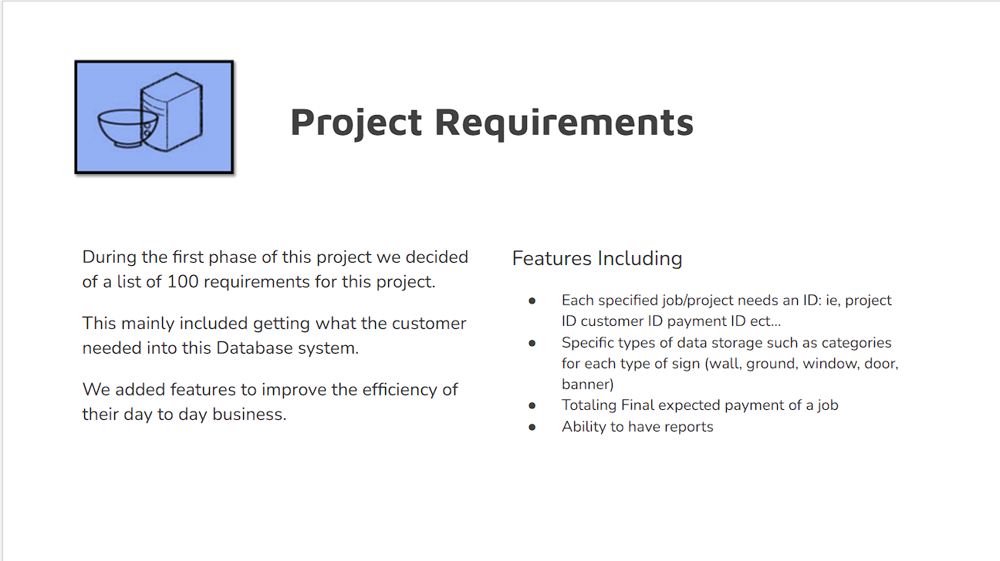 Project Requirements
During the first phase of this project we decided
of a list of 100 requirements for this project.
This mainly included getting what the customer
needed into this Database system.
We added features to improve the efficiency of
their day to day business.
Features Including
● Each specified job/project needs an ID: ie, project
ID customer ID payment ID ect...
● Specific types of data storage such as categories
for each type of sign (wall, ground, window, door,
banner)
● Totaling Final expected payment of a job
● Ability to have reports